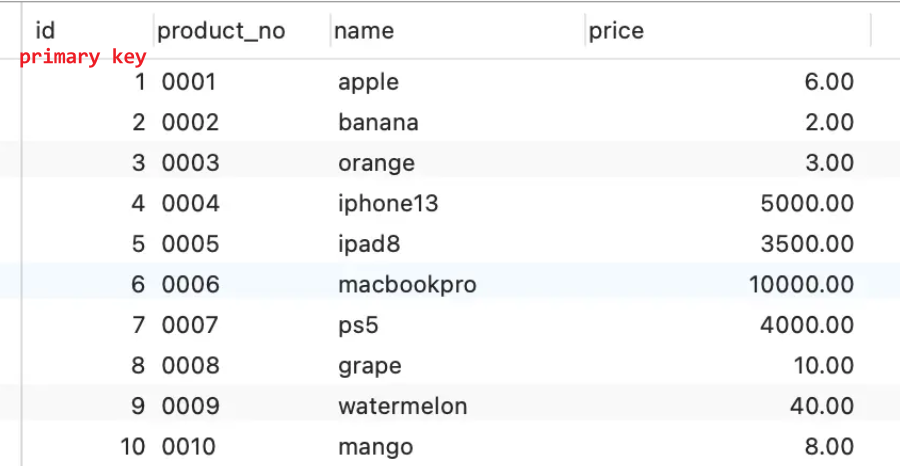 id product_no name price
primary key
1 0001 apple 6.00
2 0002 banana 2.00
3 0003 orange 3.00
4 0004 iphone13 5000.00
5 0005 ipad8 3500.00
6 0006 macbookpro 10000.00
7 0007 ps5 4000.00
8 0008 grape 10.00
9 0009 watermelon 40.00
10 0010 mango 8.00